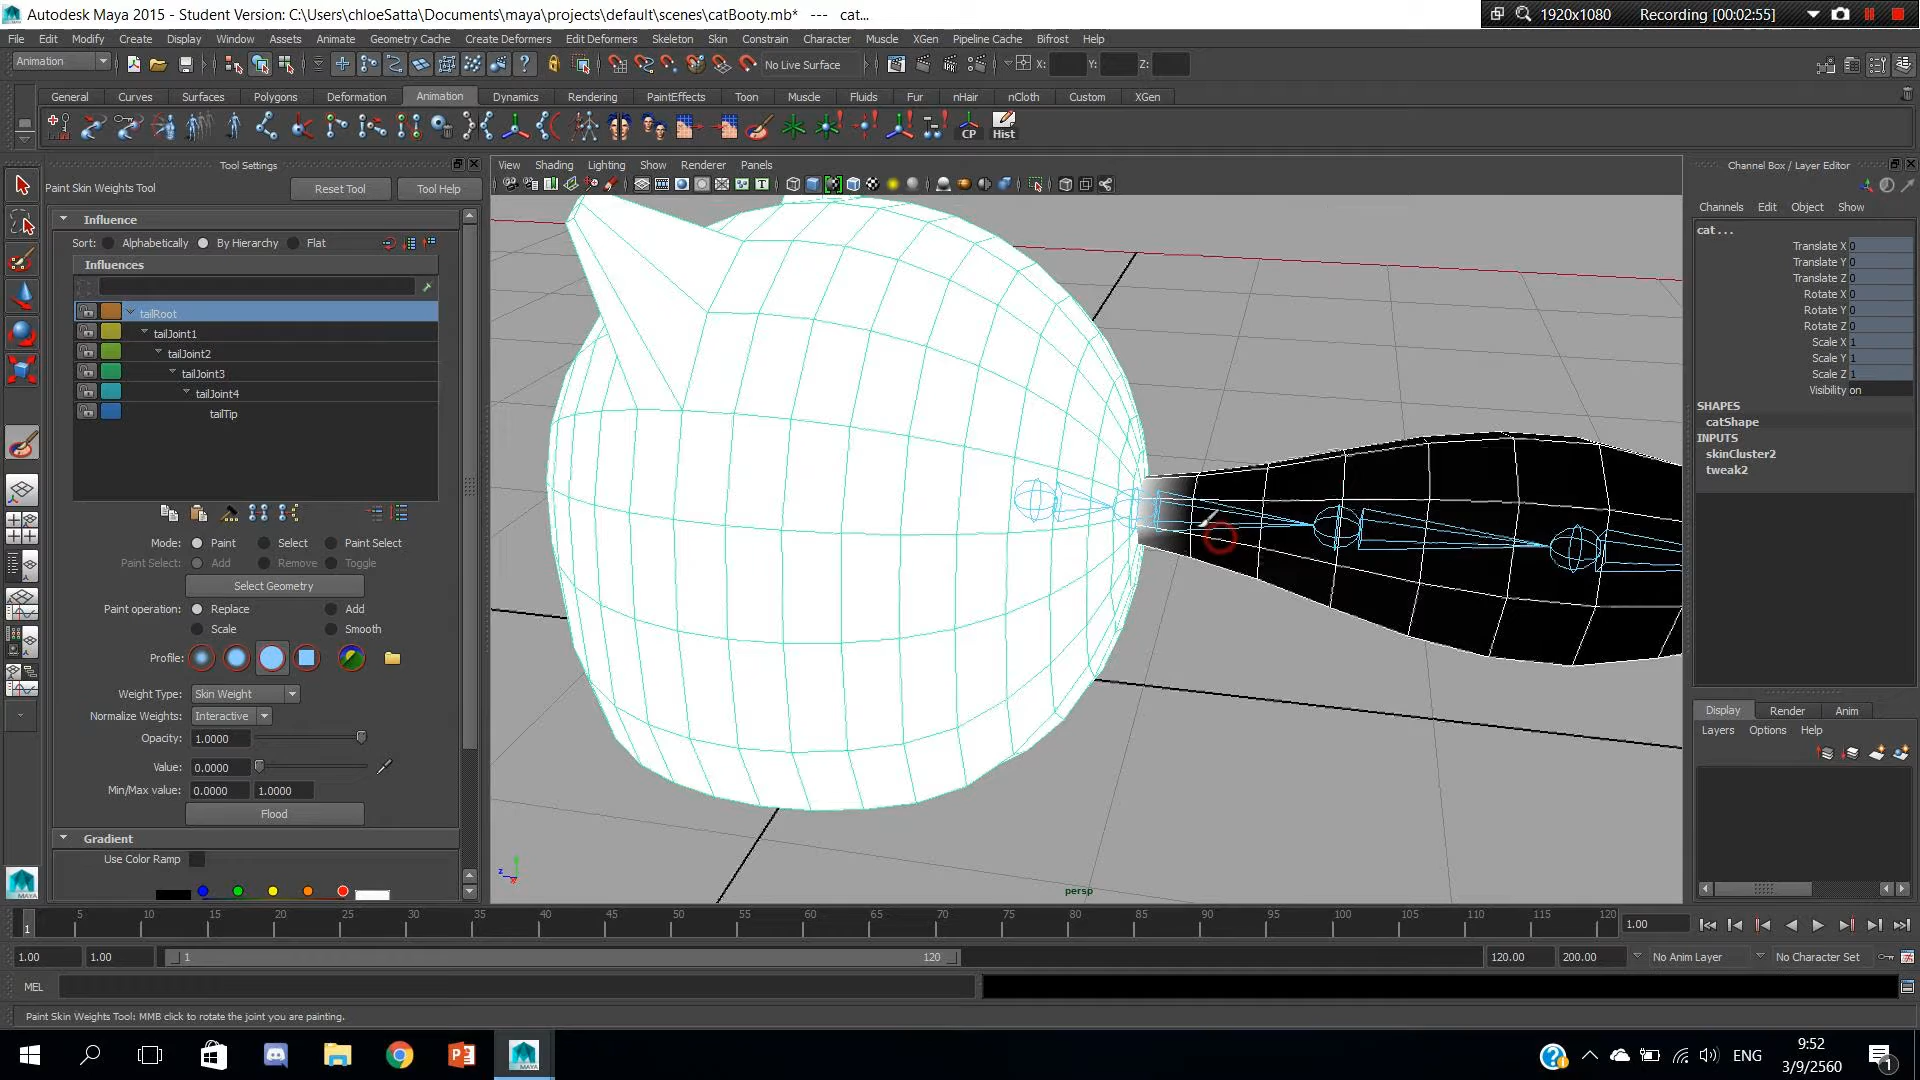 Autodesk Maya 2015 - Student Version: C:\Users\chloeSatta\Documents\maya\projects\default\scenes\catBooty.mb* --- cat...
1920x1080 Recording [00:02:55]
File Edit Modify Create Display Window Assets Animate Geometry Cache Create Deformers Edit Deformers Skeleton Skin Constrain Character Muscle XGen Pipeline Cache Bifrost Help
Animation No Live Surface X: Y: Z:
General Curves Surfaces Polygons Deformation Animation Dynamics Rendering PaintEffects Toon Muscle Fluids Fur nHair nCloth Custom XGen
CP Hist
Tool Settings
Paint Skin Weights Tool Reset Tool Tool Help
Influence
Sort: Alphabetically By Hierarchy Flat
Influences
tailRoot
tailJoint1
tailJoint2
tailJoint3
tailJoint4
tailTip
Mode: Paint Select Paint Select
Paint Select: Add Remove Toggle
Select Geometry
Paint operation: Replace Add
Scale Smooth
Profile:
Weight Type: Skin Weight
Normalize Weights: Interactive
Opacity: 1.0000
Value: 0.0000
Min/Max value: 0.0000 1.0000
Flood
Gradient
Use Color Ramp
View Shading Lighting Show Renderer Panels
persp
z
Channel Box / Layer Editor
Channels Edit Object Show
cat . . .
Translate X 0
Translate Y 0
Translate Z 0
Rotate X 0
Rotate Y 0
Rotate Z 0
Scale X 1
Scale Y 1
Scale Z 1
Visibility on
SHAPES
catShape
INPUTS
skinCluster2
tweak2
Display Render Anim
Layers Options Help
1 5 10 15 20 25 30 35 40 45 50 55 60 65 70 75 80 85 90 95 100 105 110 115 120 1.00
1.00 1.00 1 120 120.00 200.00 No Anim Layer No Character Set
MEL
Paint Skin Weights Tool: MMB click to rotate the joint you are painting.
ENG
9:52
3/9/2560
1